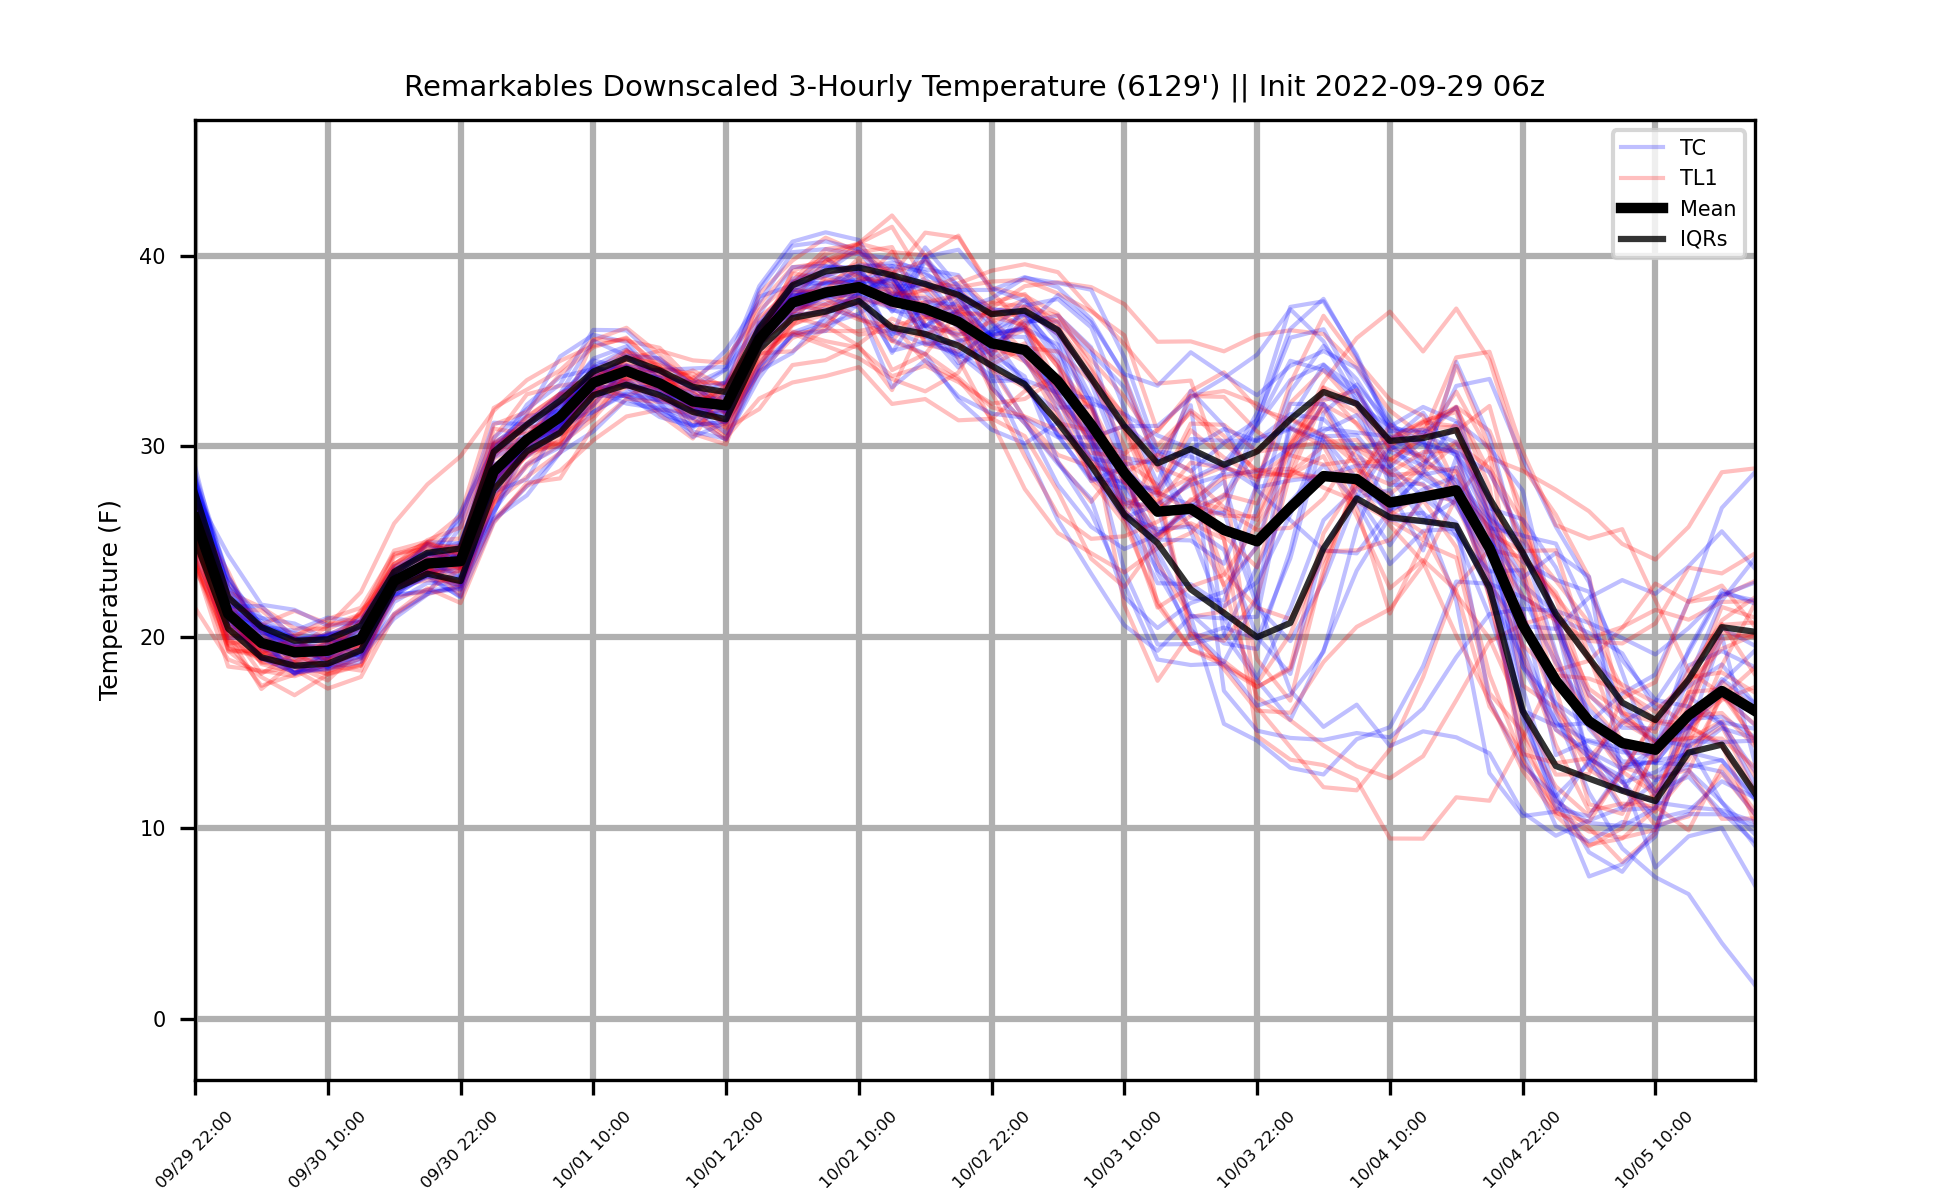 Remarkables Downscaled 3-Hourly Temperature (6129') || Init 2022-09-29 06z
TC
TL1
Mean
IQRs
Temperature (F)
40
30
20
10
0
09/29 22:00
09/30 10:00
09/30 22:00
10/01 10:00
10/01 22:00
10/02 10:00
10/02 22:00
10/03 10:00
10/03 22:00
10/04 10:00
10/04 22:00
10/05 10:00